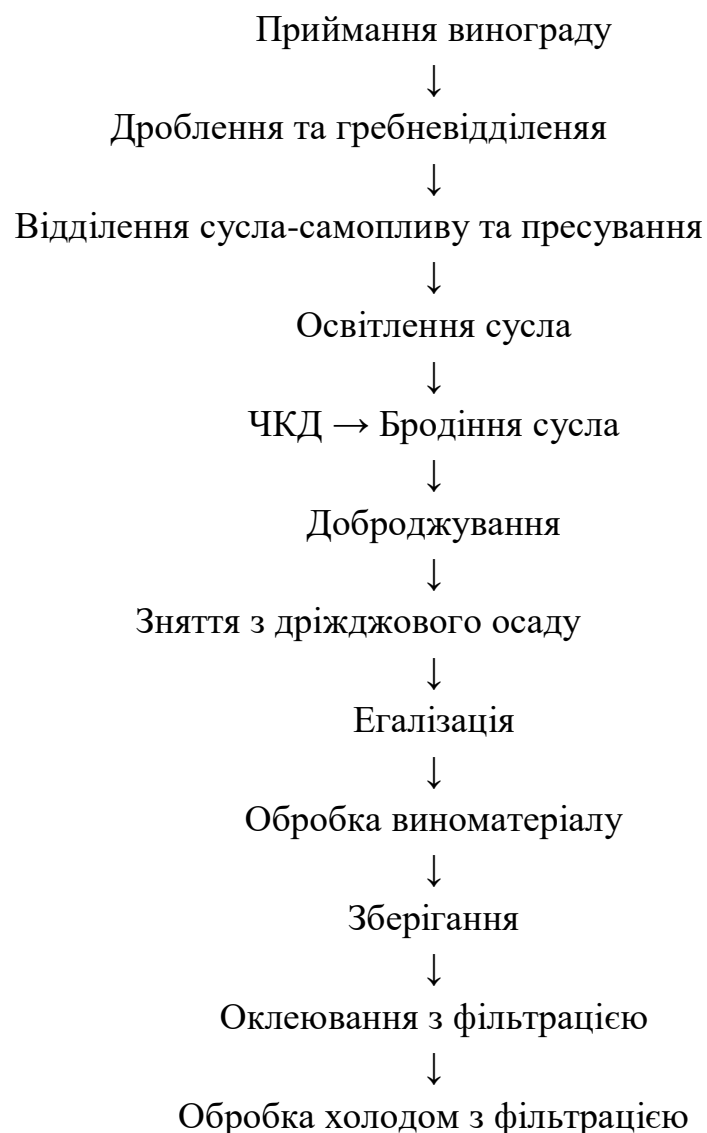 Приймання винограду
↓
Дроблення та гребневідділеняя
↓
Відділення сусла-самопливу та пресування
↓
Освітлення сусла
↓
ЧКД → Бродіння сусла
↓
Доброджування
↓
Зняття з дріжджового осаду
↓
Егалізація
↓
Обробка виноматеріалу
↓
Зберігання
↓
Оклеювання з фільтрацією
↓
Обробка холодом з фільтрацією